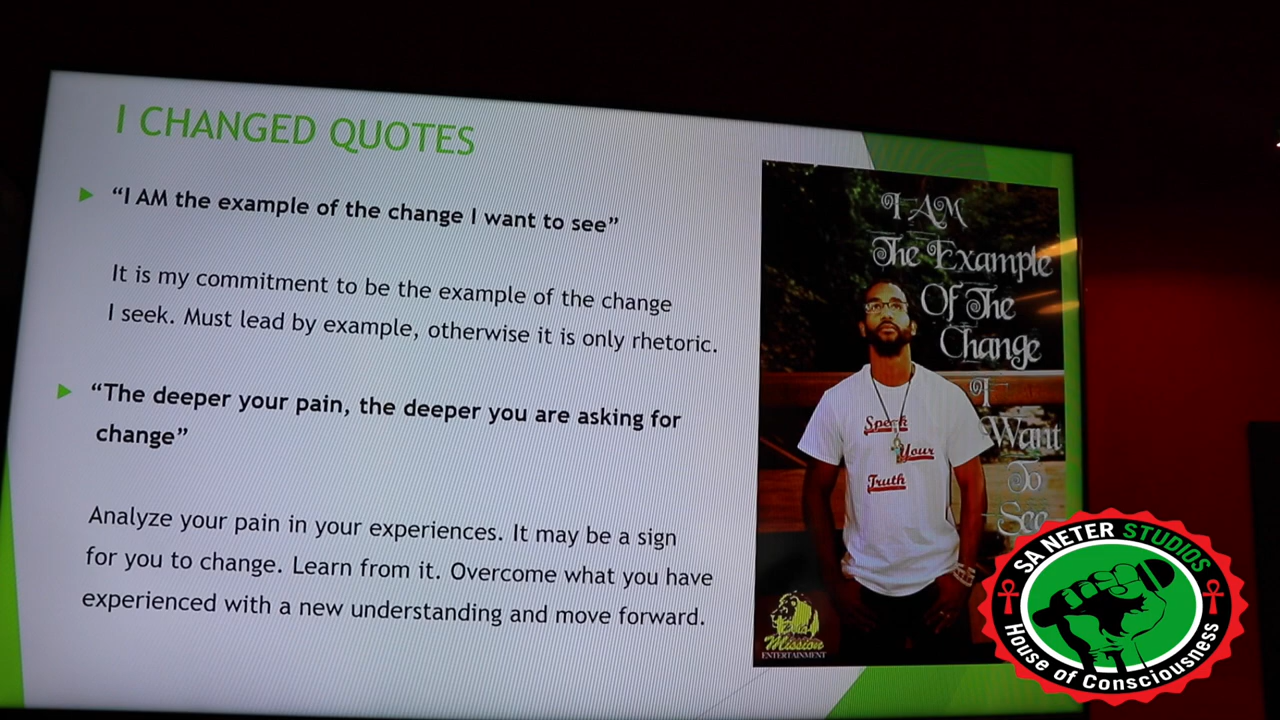 I CHANGED QUOTES
“I AM the example of the change I want to see”
It is my commitment to be the example of the change
I seek. Must lead by example, otherwise it is only rhetoric.
“The deeper your pain, the deeper you are asking for
change”
Analyze your pain in your experiences. It may be a sign
for you to change. Learn from it. Overcome what you have
experienced with a new understanding and move forward.
I AM
The Example
Of The
Change
I
Want
To
See
Speak
Your
Truth
Mission
ENTERTAINMENT
SA NETER STUDIOS
House of Consciousness